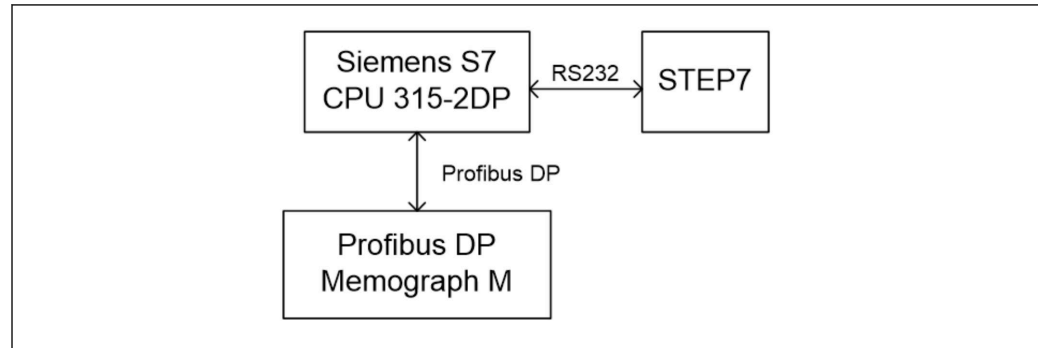 Siemens S7
CPU 315-2DP
RS232
STEP7
Profibus DP
Profibus DP
Memograph M